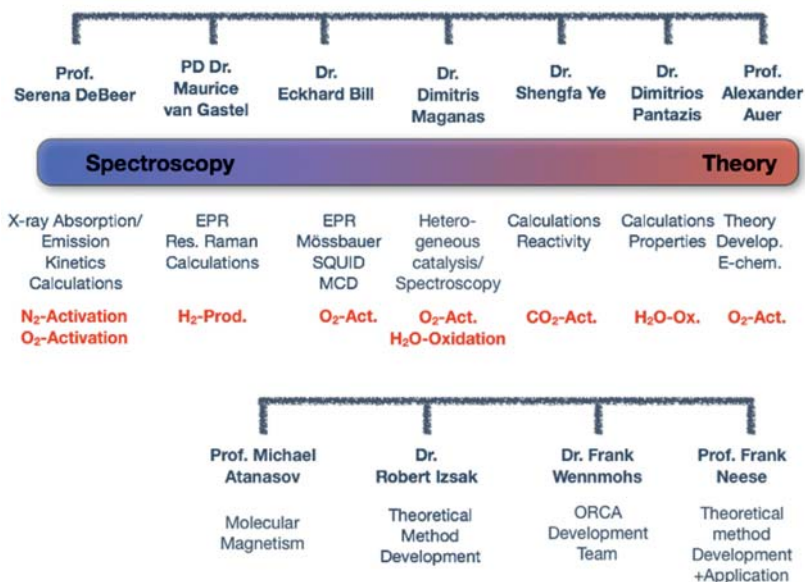 Prof.
Serena DeBeer
PD Dr.
Maurice
van Gastel
Dr.
Eckhard Bill
Dr.
Dimitris
Maganas
Dr.
Shengfa Ye
Dr.
Dimitrios
Pantazis
Prof.
Alexander
Auer
Spectroscopy
Theory
X-ray Absorption/
Emission
Kinetics
Calculations
EPR
Res. Raman
Calculations
EPR
Mössbauer
SQUID
MCD
Hetero-
geneous
catalysis/
Spectroscopy
Calculations
Reactivity
Calculations
Properties
Theory
Develop.
E-chem.
N₂-Activation
O₂-Activation
H₂-Prod.
O₂-Act.
O₂-Act.
H₂O-Oxidation
CO₂-Act.
H₂O-Ox.
O₂-Act.
Prof. Michael
Atanasov
Dr.
Robert Izsak
Dr. Frank
Wennmohs
Prof. Frank
Neese
Molecular
Magnetism
Theoretical
Method
Development
ORCA
Development
Team
Theoretical
method
Development
+Application